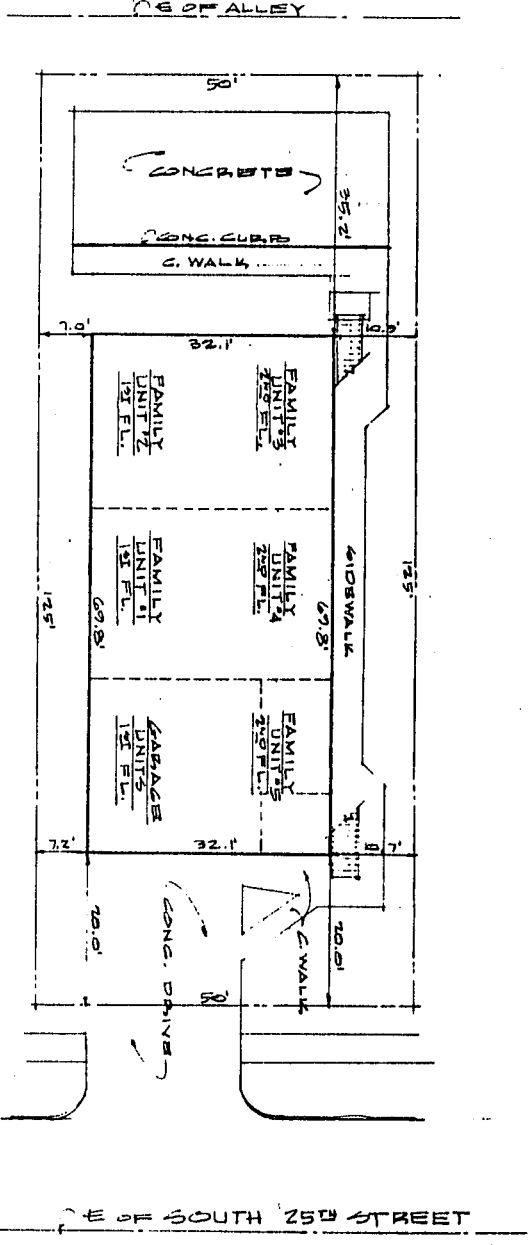 ℄ OF ALLEY
50'
CONCRETE
35.2'
CONC. CURB
C. WALK
7.0'
32.1'
10.9'
FAMILY
UNIT #2
1ST FL.
FAMILY
UNIT #3
2ND FL.
FAMILY
UNIT #1
1ST FL.
FAMILY
UNIT #4
2ND FL.
SIDEWALK
125'
125'
69.8'
69.8'
GARAGE
UNITS
1ST FL.
FAMILY
UNIT #5
2ND FL.
7.2'
32.1'
7'
20.0'
20.0'
CONC. DRIVE
C WALK
50'
℄ OF SOUTH 25TH STREET